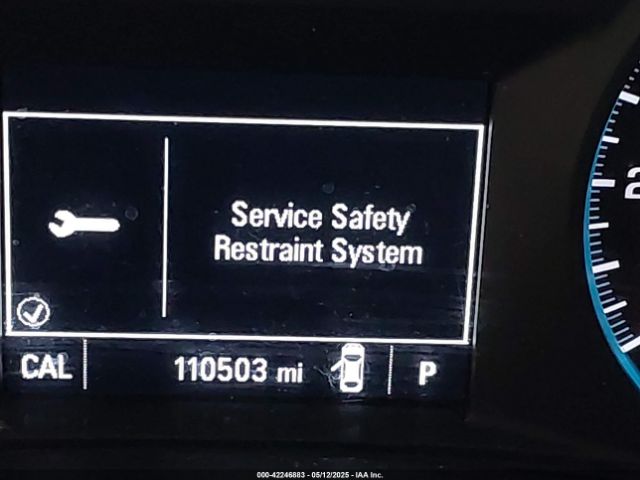 Service Safety
Restraint System
CAL 110503 mi P
000-42246883 - 05/12/2025 - IAA Inc.